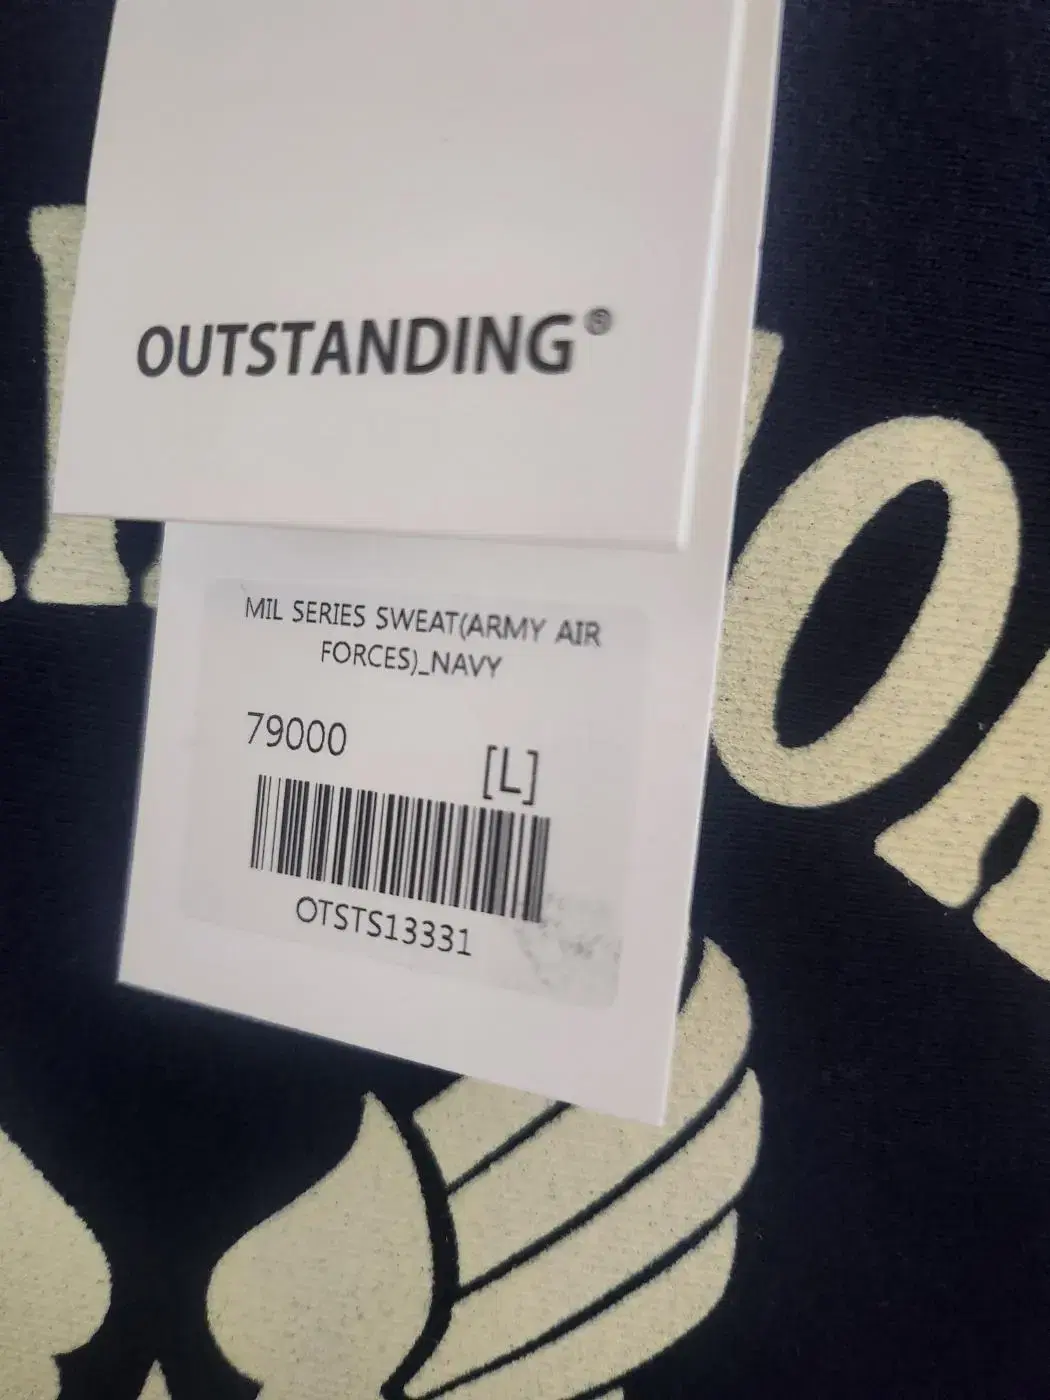 OUTSTANDING®
MIL SERIES SWEAT(ARMY AIR
FORCES)_NAVY
79000
[L]
OTSTS13331